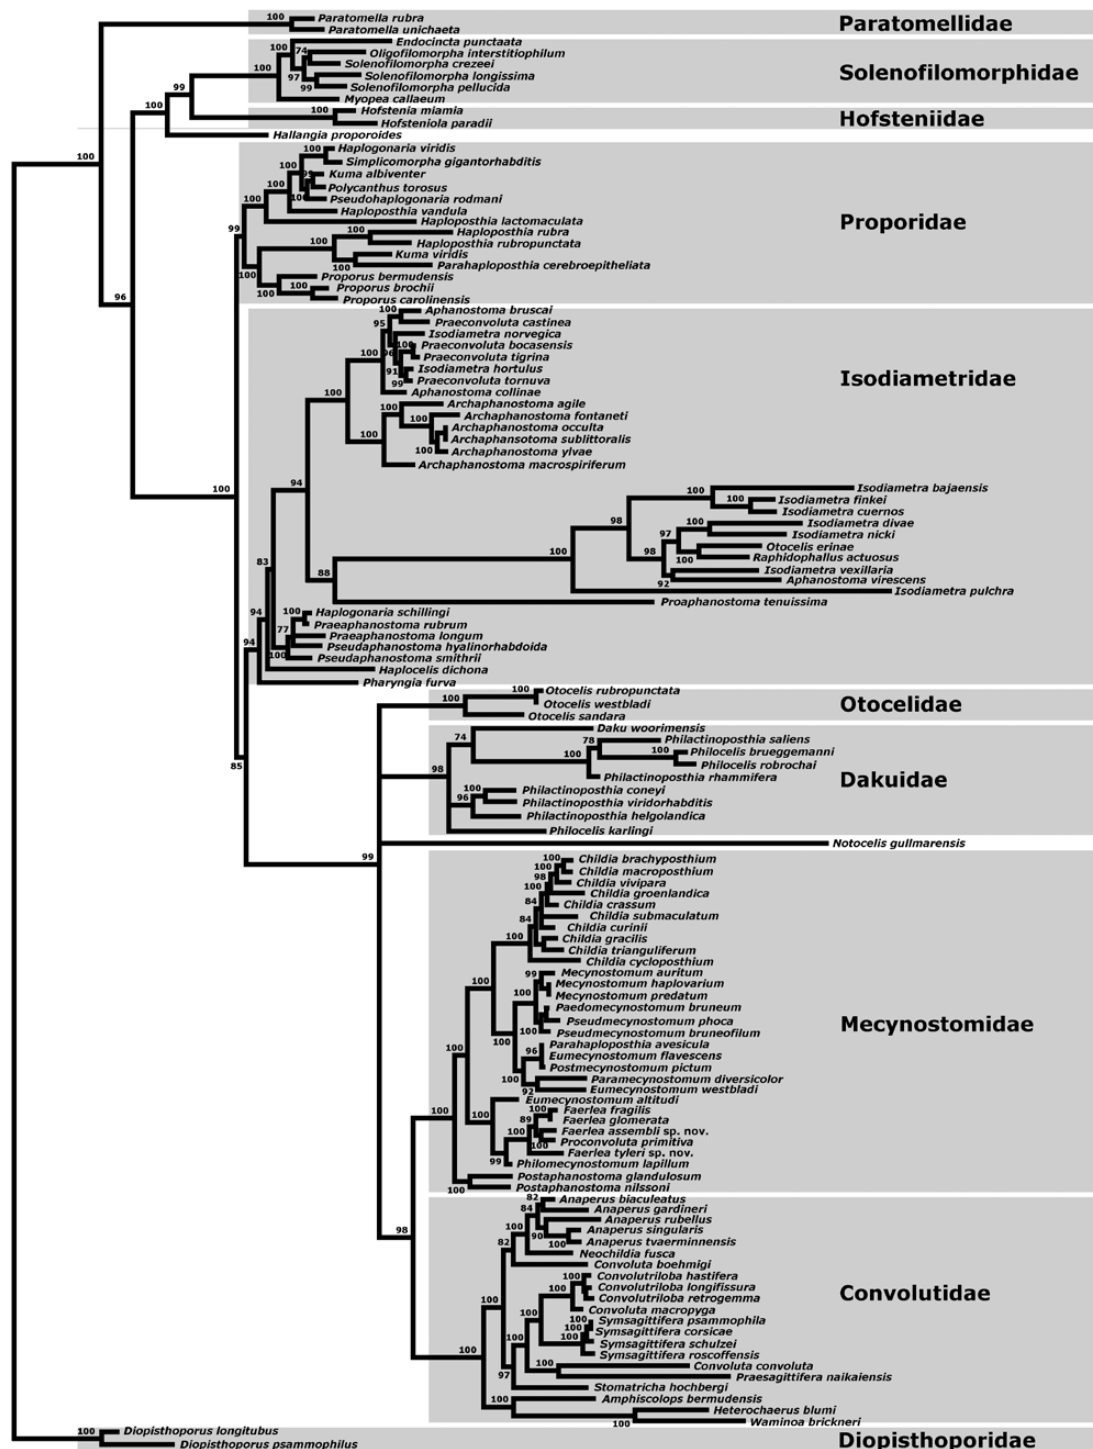 Paratomella rubra
Paratomella unichaeta
Paratomellidae
Endocincta punctaata
Oligofilomorpha interstitiophilum
Solenofilomorpha crezeei
Solenofilomorpha longissima
Solenofilomorpha pellucida
Myopea callaeum
Solenofilomorphidae
Hofstenia miamia
Hofsteniola paradii
Hofsteniidae
Hallangia proporoides
Haplogonaria viridis
Simplicomorpha gigantorhabditis
Kuma albiventer
Polycanthus torosus
Pseudohaplogonaria rodmani
Haploposthia vandula
Haploposthia lactomaculata
Haploposthia rubra
Haploposthia rubropunctata
Kuma viridis
Parahaploposthia cerebroepitheliata
Proporus bermudensis
Proporus brochii
Proporus carolinensis
Proporidae
Aphanostoma bruscai
Praeconvoluta castinea
Isodiametra norvegica
Praeconvoluta bocasensis
Praeconvoluta tigrina
Isodiametra hortulus
Praeconvoluta tornuva
Aphanostoma collinae
Archaphanostoma agile
Archaphanostoma fontaneti
Archaphanostoma occulta
Archaphansotoma sublittoralis
Archaphanostoma ylvae
Archaphanostoma macrospiriferum
Isodiametra bajaensis
Isodiametra finkei
Isodiametra cuernos
Isodiametra divae
Isodiametra nicki
Otocelis erinae
Raphidophallus actuosus
Isodiametra vexillaria
Aphanostoma virescens
Isodiametra pulchra
Proaphanostoma tenuissima
Haplogonaria schillingi
Praeaphanostoma rubrum
Praeaphanostoma longum
Pseudaphanostoma hyalinorhabdoida
Pseudaphanostoma smithrii
Haplocelis dichona
Pharyngia furva
Isodiametridae
Otocelis rubropunctata
Otocelis westbladi
Otocelis sandara
Otocelidae
Daku woorimensis
Philactinoposthia saliens
Philocelis brueggemanni
Philocelis robrochai
Philactinoposthia rhammifera
Philactinoposthia coneyi
Philactinoposthia viridorhabditis
Philactinoposthia helgolandica
Philocelis karlingi
Dakuidae
Notocelis gullmarensis
Childia brachyposthium
Childia macroposthium
Childia vivipara
Childia groenlandica
Childia crassum
Childia submaculatum
Childia curinii
Childia gracilis
Childia trianguliferum
Childia cycloposthium
Mecynostomum auritum
Mecynostomum haplovarium
Mecynostomum predatum
Paedomecynostomum bruneum
Pseudmecynostomum phoca
Pseudmecynostomum bruneofilum
Parahaploposthia avesicula
Eumecynostomum flavescens
Postmecynostomum pictum
Paramecynostomum diversicolor
Eumecynostomum westbladi
Eumecynostomum altitudi
Faerlea fragilis
Faerlea glomerata
Faerlea assembli sp. nov.
Proconvoluta primitiva
Faerlea tyleri sp. nov.
Philomecynostomum lapillum
Postaphanostoma glandulosum
Postaphanostoma nilssoni
Mecynostomidae
Anaperus biaculeatus
Anaperus gardineri
Anaperus rubellus
Anaperus singularis
Anaperus tvaerminnensis
Neochildia fusca
Convoluta boehmigi
Convolutriloba hastifera
Convolutriloba longifissura
Convolutriloba retrogemma
Convoluta macropyga
Symsagittifera psammophila
Symsagittifera corsicae
Symsagittifera schulzei
Symsagittifera roscoffensis
Convoluta convoluta
Praesagittifera naikaiensis
Stomatricha hochbergi
Amphiscolops bermudensis
Heterochaerus blumi
Waminoa brickneri
Convolutidae
Diopisthoporus longitubus
Diopisthoporus psammophilus
Diopisthoporidae